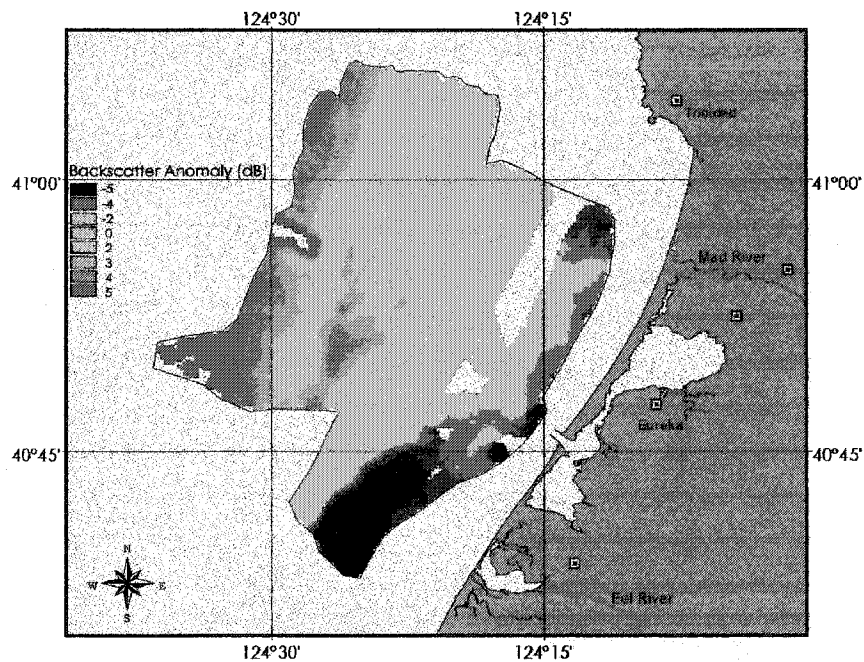 124°30' 124°15'
Trinidad
Backscatter Anomaly (dB)
41°00' 41°00'
-5
-4
-2
0
2
3
4
5
Mad River
Eureka
40°45' 40°45'
N
W E
S
Eel River
124°30' 124°15'